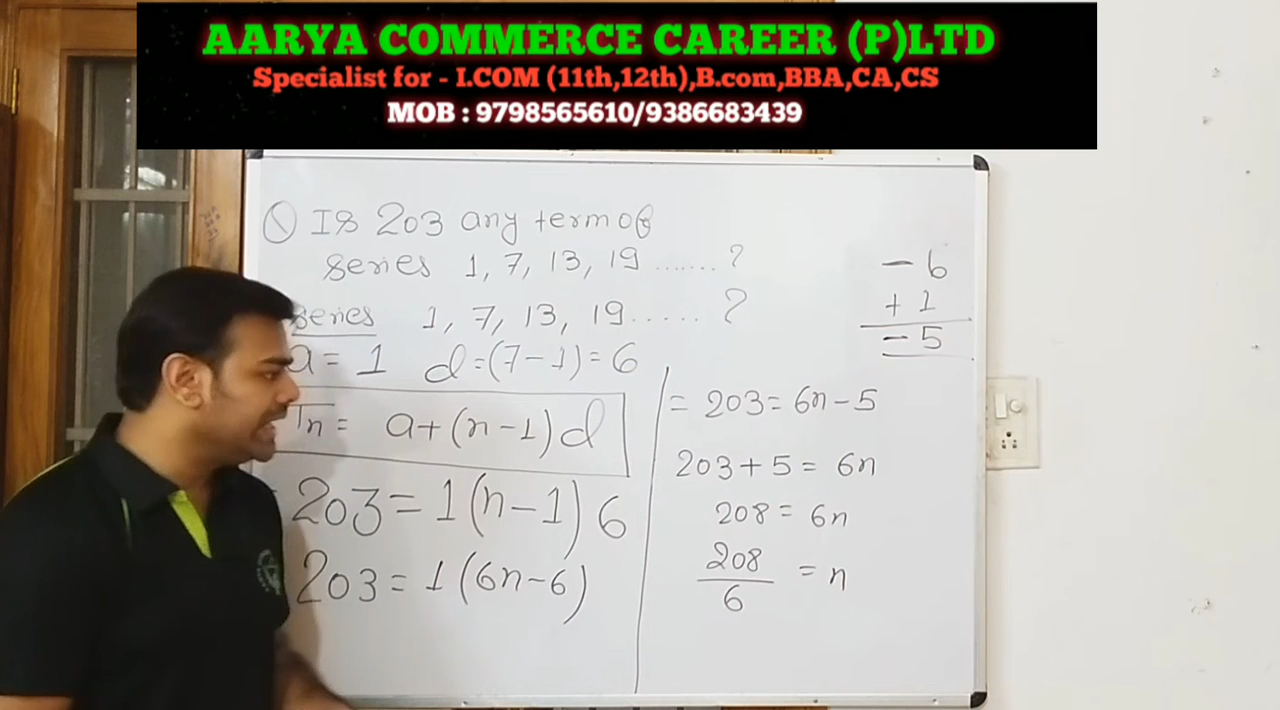 AARYA COMMERCE CAREER (P)LTD
Specialist for - I.COM (11th,12th),B.com,BBA,CA,CS
MOB : 9798565610/9386683439
Is 203 any term of
series 1, 7, 13, 19 ....... ?
series 1, 7, 13, 19..... ?
a = 1 d=(7-1)=6
Tn = a+(n-1)d
203=1(n-1)6
203=1(6n-6)
- 6
+ 1
- 5
= 203=6n-5
203+5=6n
208=6n
208/6 = n